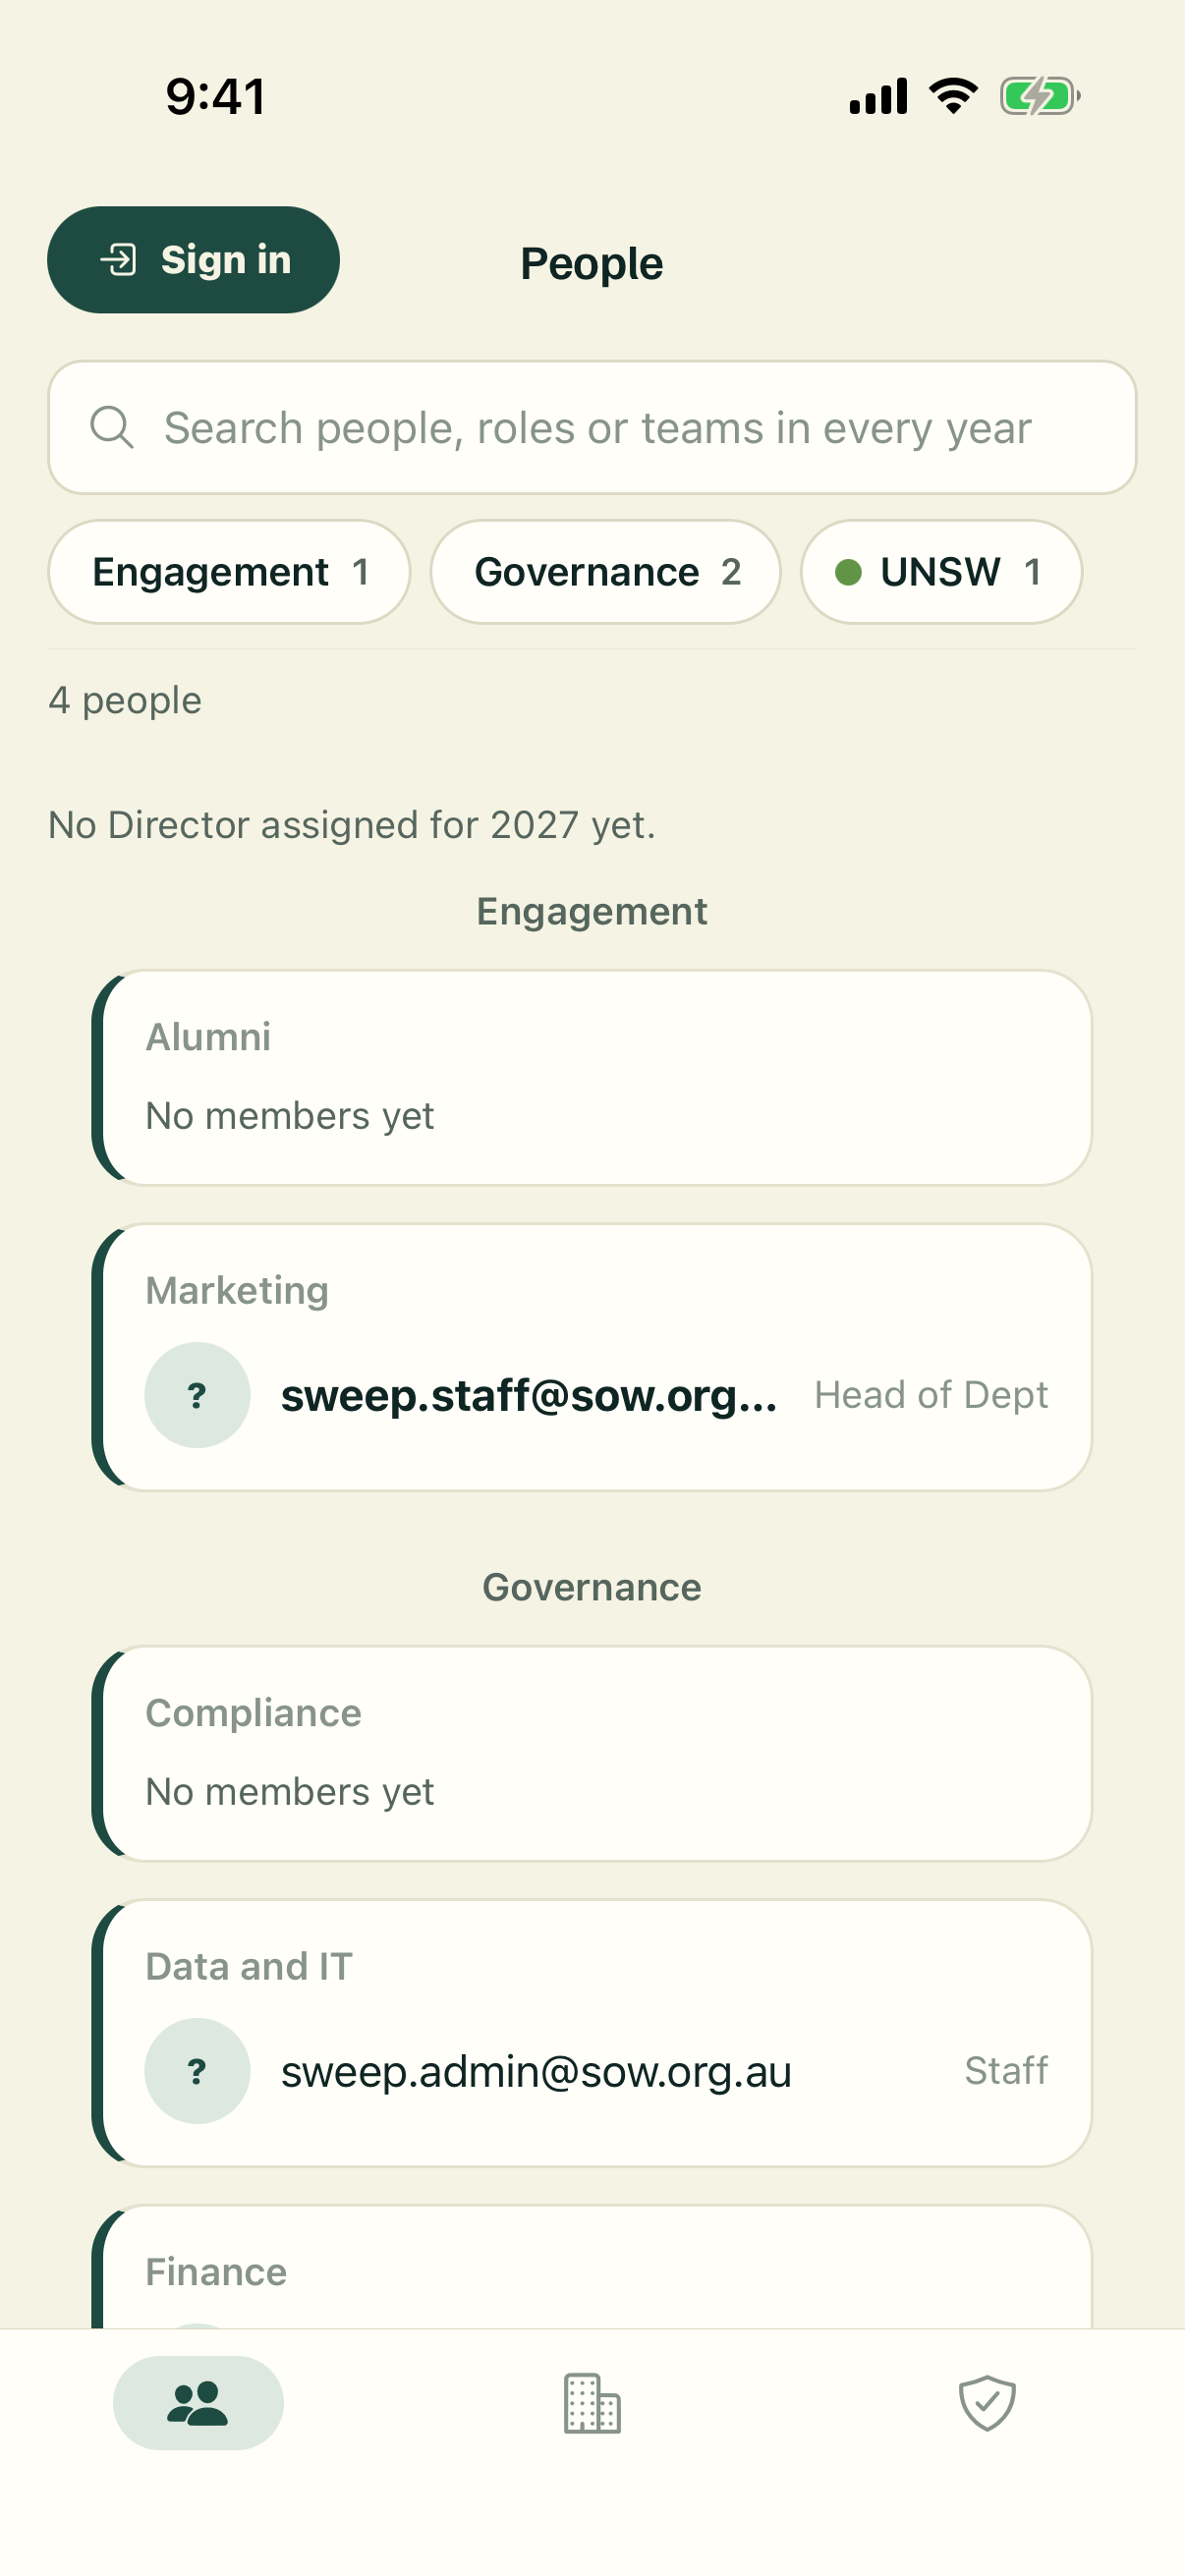 9:41
Sign in
People
Search people, roles or teams in every year
Engagement 1
Governance 2
UNSW 1
4 people
No Director assigned for 2027 yet.
Engagement
Alumni
No members yet
Marketing
?
sweep.staff@sow.org...
Head of Dept
Governance
Compliance
No members yet
Data and IT
?
sweep.admin@sow.org.au
Staff
Finance